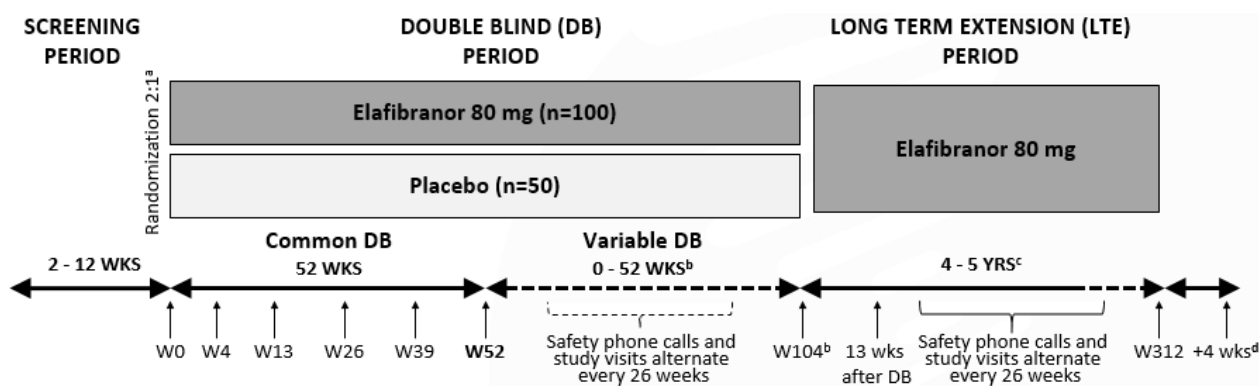 SCREENING
PERIOD
DOUBLE BLIND (DB)
PERIOD
LONG TERM EXTENSION (LTE)
PERIOD
Randomization 2:1ᵃ
Elafibranor 80 mg (n=100)
Placebo (n=50)
Elafibranor 80 mg
Common DB
Variable DB
2 - 12 WKS
52 WKS
0 - 52 WKSᵇ
4 - 5 YRSᶜ
W0
W4
W13
W26
W39
W52
Safety phone calls and
study visits alternate
every 26 weeks
W104ᵇ
13 wks
after DB
Safety phone calls and
study visits alternate
every 26 weeks
W312
+4 wksᵈ